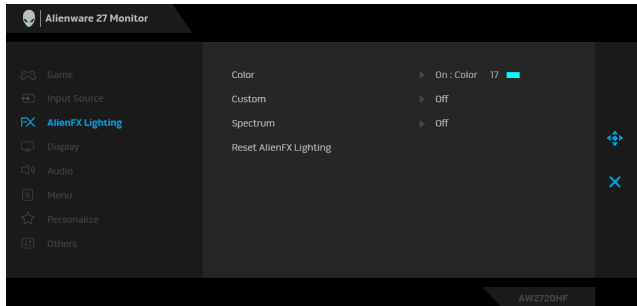 Alienware 27 Monitor
Game
Input Source
FX AlienFX Lighting
Display
Audio
Menu
Personalize
Others
Color On : Color 17
Custom Off
Spectrum Off
Reset AlienFX Lighting
AW2720HF